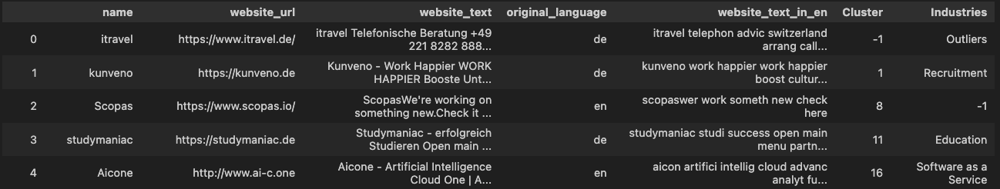 name website_url website_text original_language website_text_in_en Cluster Industries
0 itravel https://www.itravel.de/ itravel Telefonische Beratung +49 de itravel telephon advic switzerland -1 Outliers
221 8282 888... arrang call...
1 kunveno https://kunveno.de Kunveno - Work Happier WORK de kunveno work happier work happier 1 Recruitment
HAPPIER Booste Unt... boost cultur...
2 Scopas https://www.scopas.io/ ScopasWe're working on en scopaswer work someth new check 8 -1
something new.Check it ... here
3 studymaniac https://studymaniac.de Studymaniac - erfolgreich de studymaniac studi success open main 11 Education
Studieren Open main ... menu partn...
4 Aicone http://www.ai-c.one Aicone - Artificial Intelligence en aicon artifici intellig cloud advanc 16 Software as a
Cloud One | A... analyt fu... Service